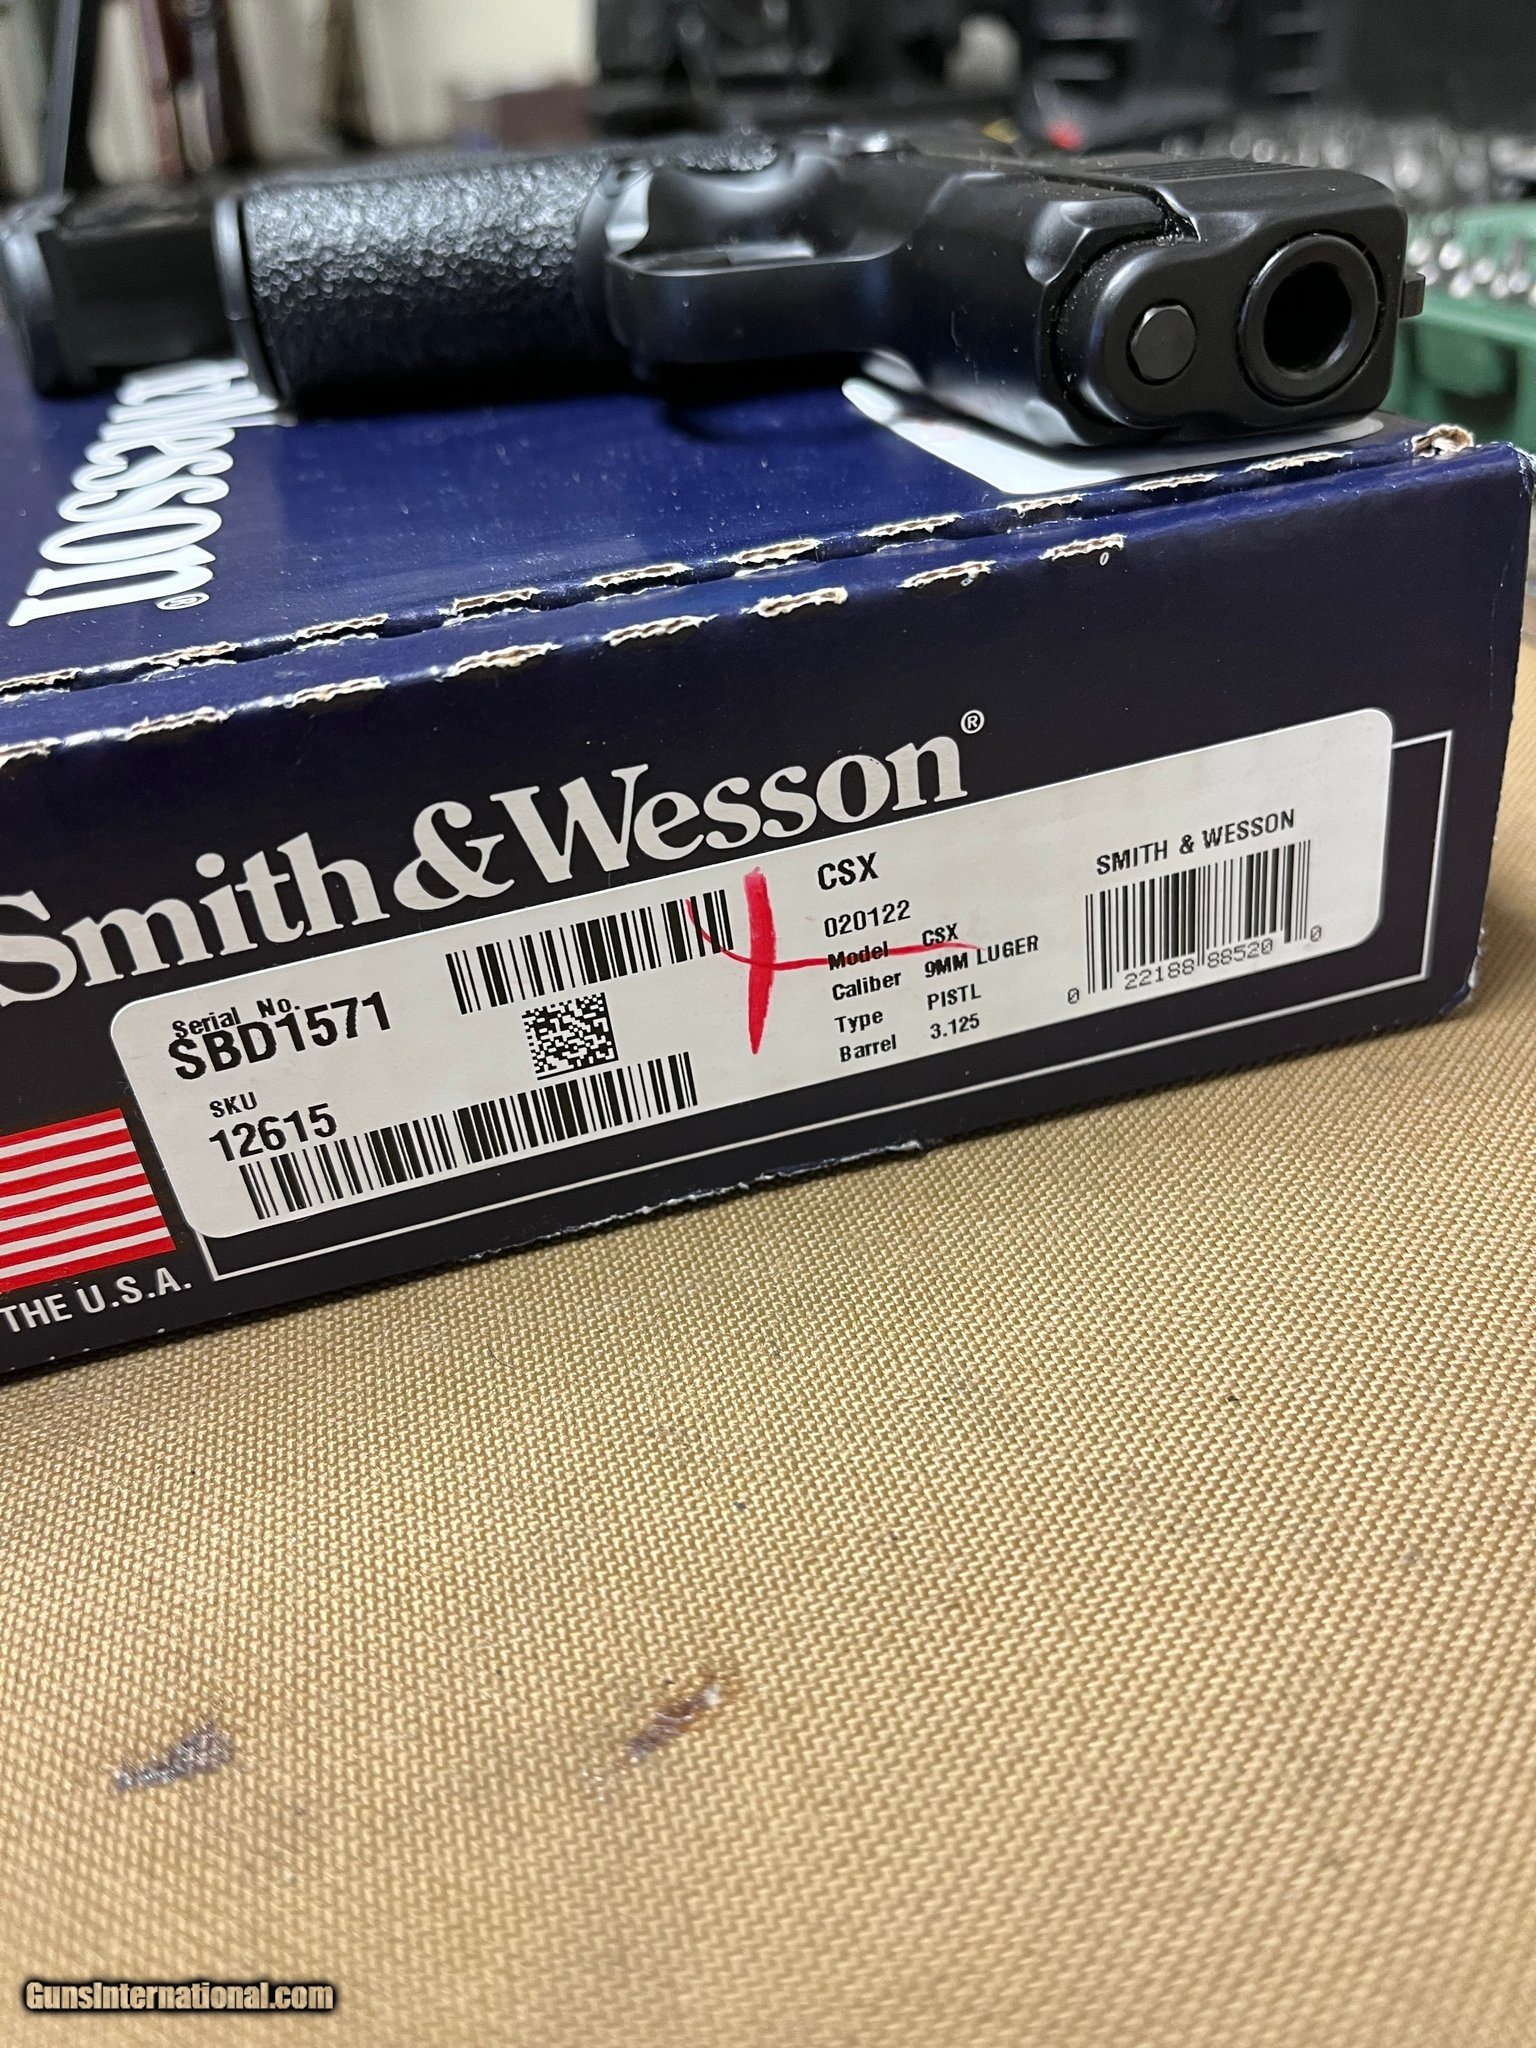 Wesson®
Smith & Wesson®
Serial No.
SBD1571
SKU
12615
CSX
020122
Model CSX
Caliber 9MM LUGER
Type PISTL
Barrel 3.125
SMITH & WESSON
0 22188 88520 0
THE U.S.A.
GunsInternational.com